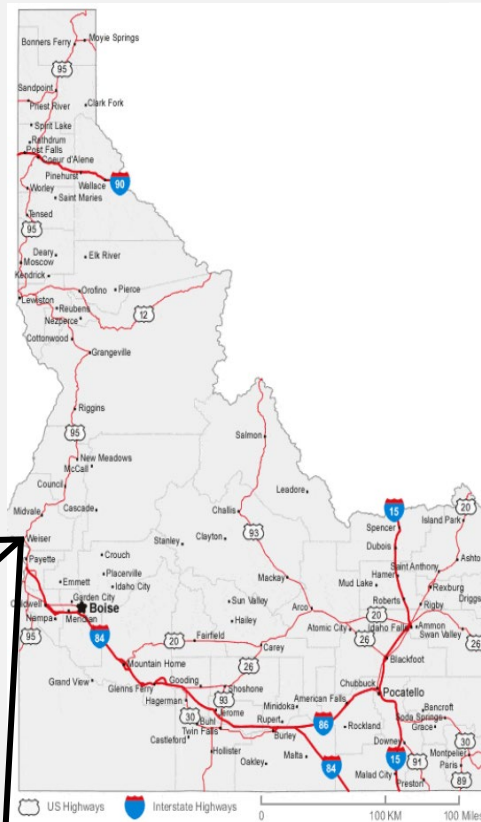 Moyie Springs
Bonners Ferry
95
Sandpoint
Priest River
Clark Fork
Spirit Lake
Rathdrum
Post Falls
Coeur d'Alene
Pinehurst
Wallace
90
Worley
Saint Maries
Tensed
95
Deary
Elk River
Moscow
Kendrick
Orofino
Pierce
Lewiston
Reubens
12
Nezperce
Cottonwood
Grangeville
Riggins
95
Salmon
New Meadows
McCall
Leadore
Council
15
20
Cascade
Challis
Island Park
Midvale
93
Spencer
Weiser
Stanley
Clayton
Dubois
Crouch
Ashto
Payette
Saint Anthony
Placerville
Mackay
Hamer
Emmett
Idaho City
Mud Lake
Rexburg
Garden City
Sun Valley
Roberts
Driggs
Caldwell
Boise
Arco
20
Rigby
Nampa
Meridian
Hailey
Atomic City
Idaho Falls
Ammon
95
84
20
Fairfield
26
Swan Valley
26
Carey
Blackfoot
Mountain Home
26
Grand View
Gooding
Chubbuck
Glenns Ferry
Shoshone
American Falls
Pocatello
Hagerman
93
Minidoka
Bancroft
30
Jerome
Rupert
86
Rockland
Soda Springs
Buhl
Grace
Castleford
Twin Falls
Burley
Downey
30
Hollister
Malta
Montpelier
Oakley
84
15
91
Paris
Malad City
Preston
89
US Highways
Interstate Highways
0
100 KM
100 Miles